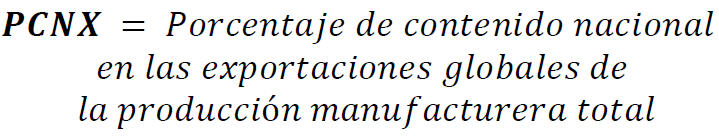 PCNX = Porcentaje de contenido nacional
en las exportaciones globales de
la producción manufacturera total